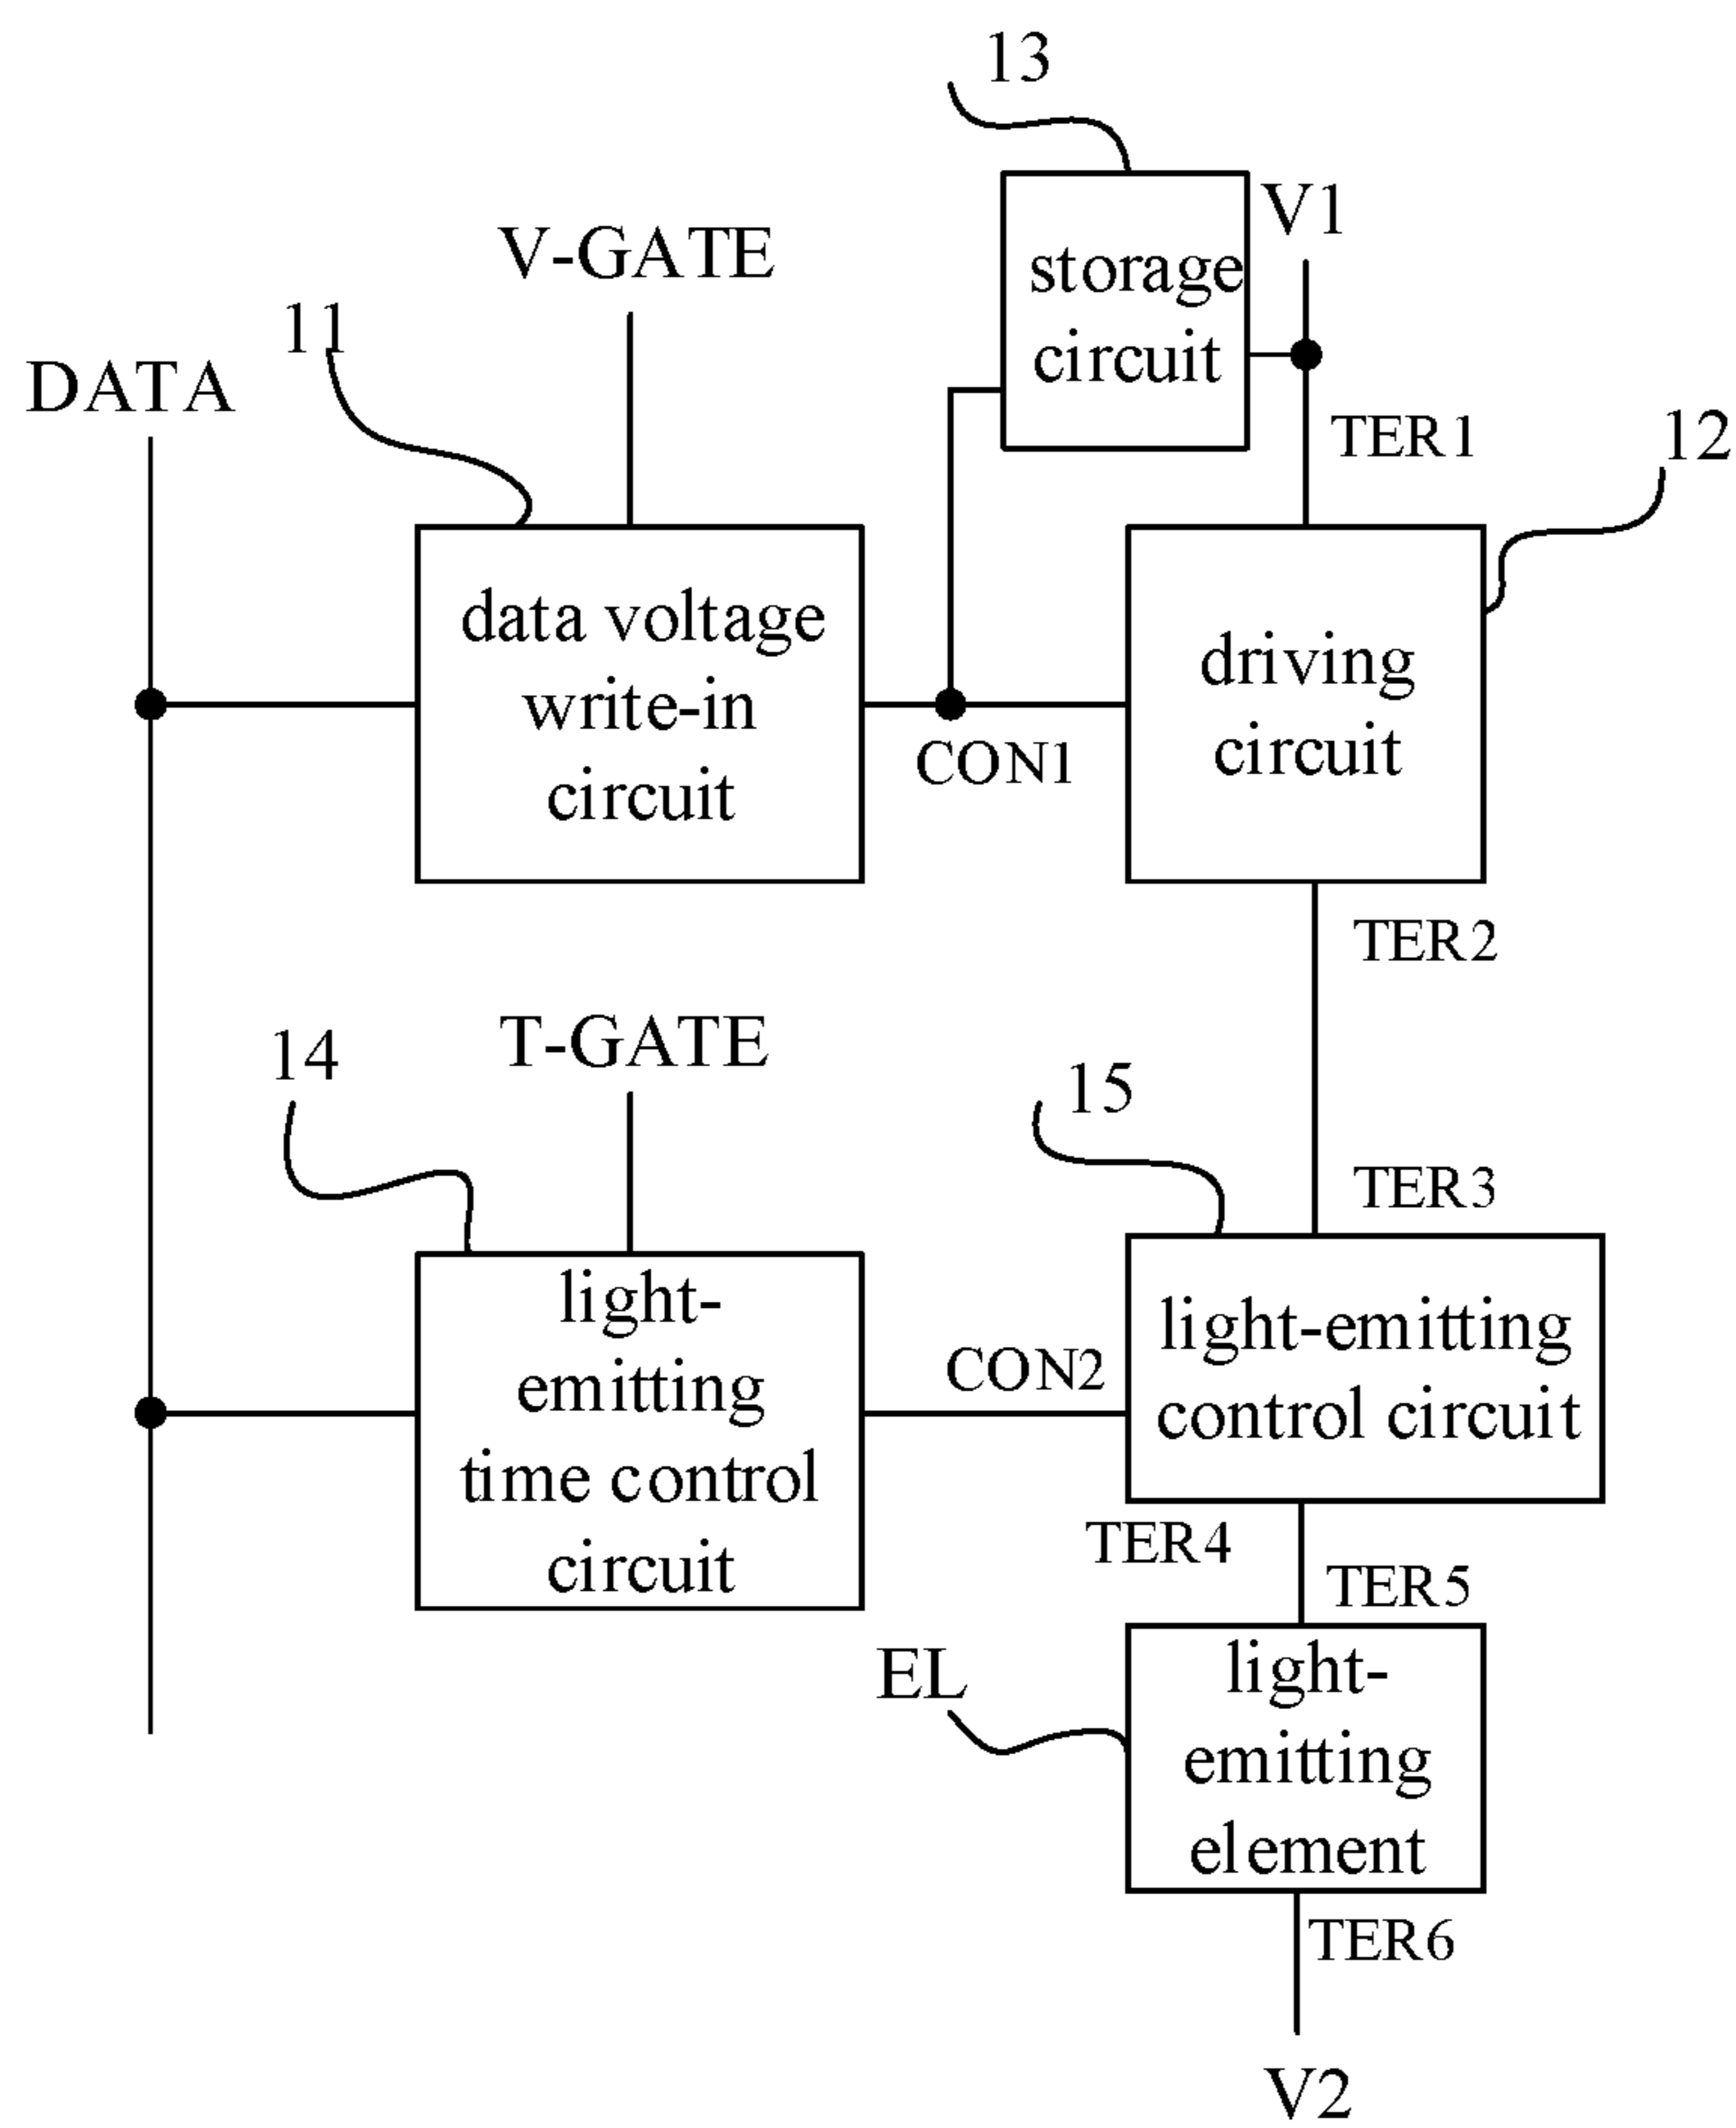 13
V1
V-GATE
storage
circuit
11
DATA
TER1
12
data voltage
write-in
circuit
driving
circuit
CON1
TER2
T-GATE
14
15
TER3
light-
emitting
time control
circuit
CON2
light-emitting
control circuit
TER4
TER5
EL
light-
emitting
element
TER6
V2